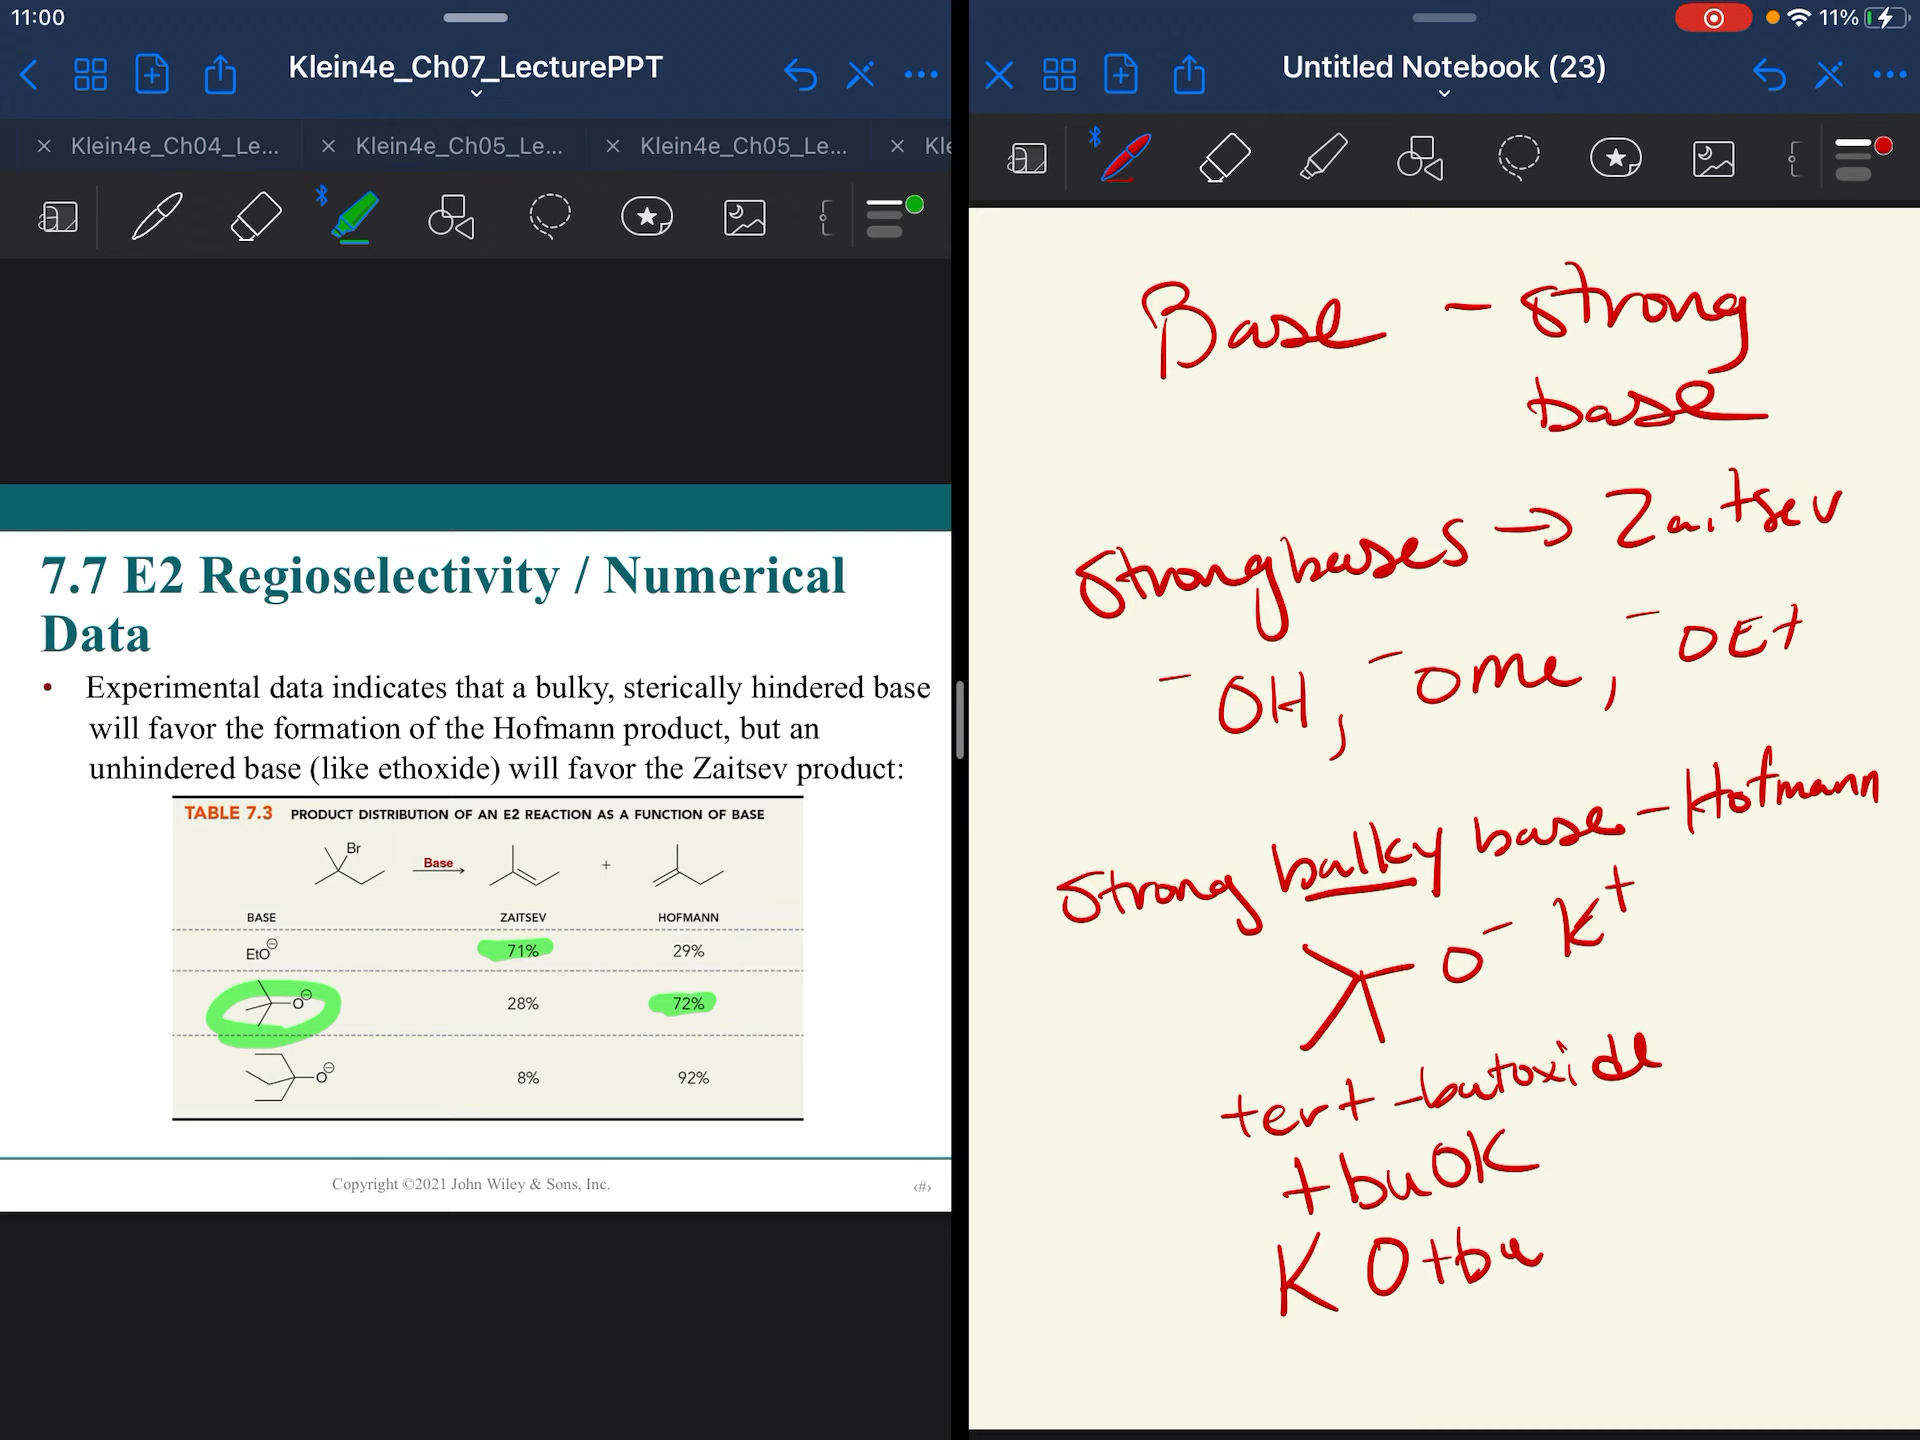 11:00
11%
Klein4e_Ch07_LecturePPT
Untitled Notebook (23)
Klein4e_Ch04_Le...
Klein4e_Ch05_Le...
Klein4e_Ch05_Le...
Kle
7.7 E2 Regioselectivity / Numerical
Data
• Experimental data indicates that a bulky, sterically hindered base
will favor the formation of the Hofmann product, but an
unhindered base (like ethoxide) will favor the Zaitsev product:
TABLE 7.3 PRODUCT DISTRIBUTION OF AN E2 REACTION AS A FUNCTION OF BASE
Br
Base
+
BASE ZAITSEV HOFMANN
EtO⊖ 71% 29%
O⊖ 28% 72%
O⊖ 8% 92%
Copyright ©2021 John Wiley & Sons, Inc.
‹#›
Base - strong
base
Strong bases → Zaitsev
⁻OH, ⁻OMe, ⁻OEt
Strong bulky base - Hofmann
O⁻ K⁺
tert-butoxide
tbuOK
KOtbu